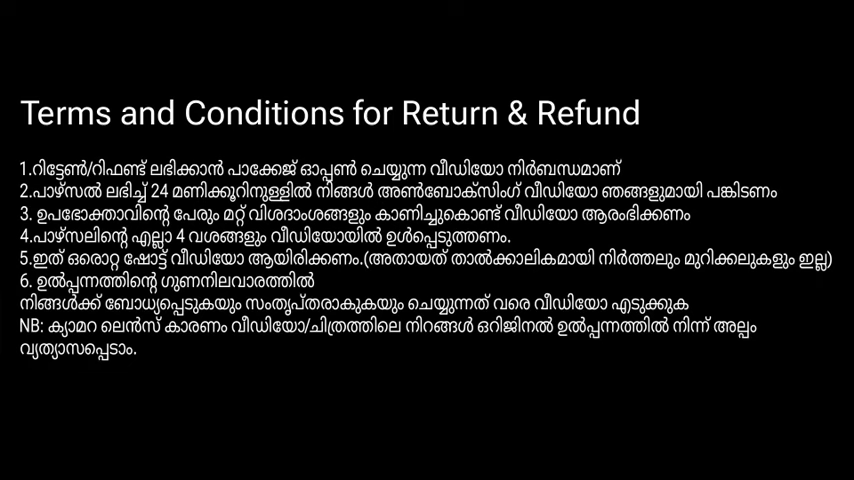 Terms and Conditions for Return & Refund
1.റിട്ടേൺ/റിഫണ്ട് ലഭിക്കാൻ പാക്കേജ് ഓപ്പൺ ചെയ്യുന്ന വീഡിയോ നിർബന്ധമാണ്
2.പാഴ്സൽ ലഭിച്ച് 24 മണിക്കൂറിനുള്ളിൽ നിങ്ങൾ അൺബോക്സിംഗ് വീഡിയോ ഞങ്ങളുമായി പങ്കിടണം
3. ഉപഭോക്താവിന്റെ പേരും മറ്റ് വിശദാംശങ്ങളും കാണിച്ചുകൊണ്ട് വീഡിയോ ആരംഭിക്കണം
4.പാഴ്സലിന്റെ എല്ലാ 4 വശങ്ങളും വീഡിയോയിൽ ഉൾപ്പെടുത്തണം.
5.ഇത് ഒരൊറ്റ ഷോട്ട് വീഡിയോ ആയിരിക്കണം.(അതായത് താൽക്കാലികമായി നിർത്തലും മുറിക്കലുകളും ഇല്ല)
6. ഉൽപ്പന്നത്തിന്റെ ഗുണനിലവാരത്തിൽ
നിങ്ങൾക്ക് ബോധ്യപ്പെടുകയും സംതൃപ്തരാകുകയും ചെയ്യുന്നത് വരെ വീഡിയോ എടുക്കുക
NB: ക്യാമറ ലെൻസ് കാരണം വീഡിയോ/ചിത്രത്തിലെ നിറങ്ങൾ ഒറിജിനൽ ഉൽപ്പന്നത്തിൽ നിന്ന് അല്പം
വ്യത്യാസപ്പെടാം.